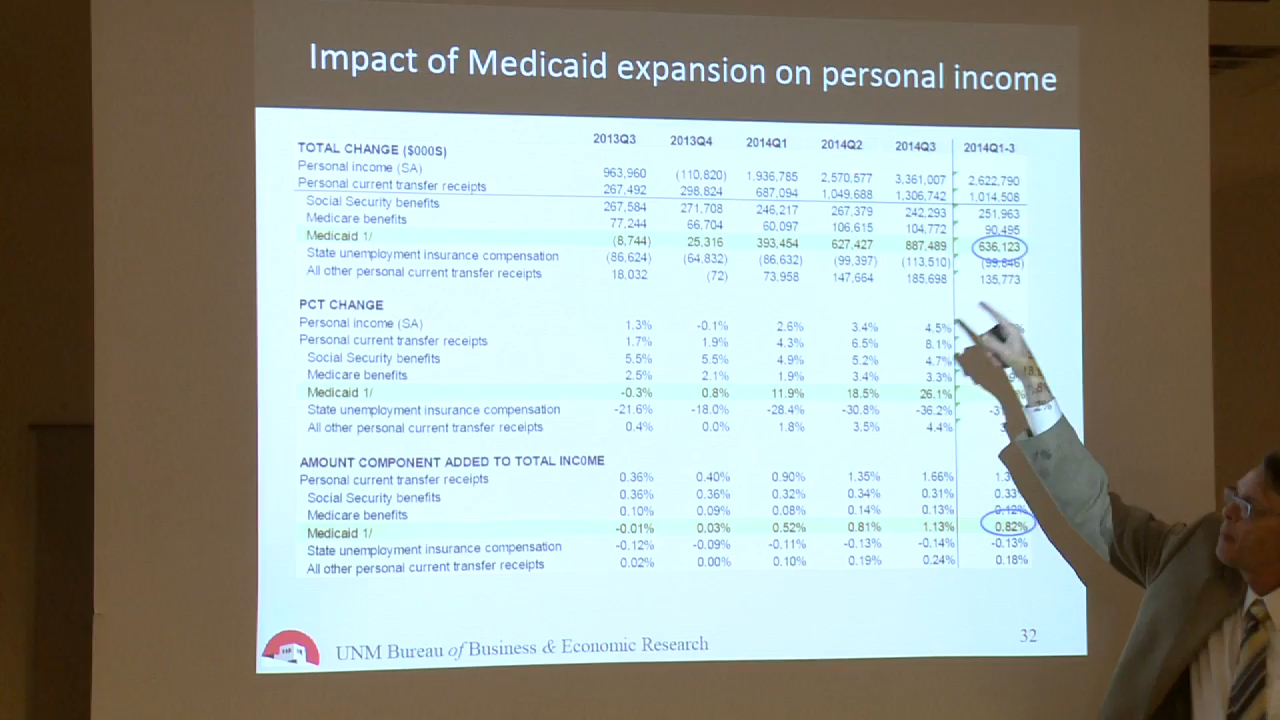 Impact of Medicaid expansion on personal income
2013Q3 2013Q4 2014Q1 2014Q2 2014Q3 2014Q1-3
TOTAL CHANGE ($000S)
Personal income (SA) 963,960 (110,820) 1,936,785 2,570,577 3,361,007 2,622,790
Personal current transfer receipts 267,492 298,824 687,094 1,049,688 1,306,742 1,014,508
Social Security benefits 267,584 271,708 246,217 267,379 242,293 251,963
Medicare benefits 77,244 66,704 60,097 106,615 104,772 90,495
Medicaid 1/ (8,744) 25,316 393,454 627,427 887,489 636,123
State unemployment insurance compensation (86,624) (64,832) (86,632) (99,397) (113,510) (99,846)
All other personal current transfer receipts 18,032 (72) 73,958 147,664 185,698 135,773
PCT CHANGE
Personal income (SA) 1.3% -0.1% 2.6% 3.4% 4.5%
Personal current transfer receipts 1.7% 1.9% 4.3% 6.5% 8.1%
Social Security benefits 5.5% 5.5% 4.9% 5.2% 4.7%
Medicare benefits 2.5% 2.1% 1.9% 3.4% 3.3%
Medicaid 1/ -0.3% 0.8% 11.9% 18.5% 26.1%
State unemployment insurance compensation -21.6% -18.0% -28.4% -30.8% -36.2%
All other personal current transfer receipts 0.4% 0.0% 1.8% 3.5% 4.4%
AMOUNT COMPONENT ADDED TO TOTAL INCOME
Personal current transfer receipts 0.36% 0.40% 0.90% 1.35% 1.66%
Social Security benefits 0.36% 0.36% 0.32% 0.34% 0.31% 0.33
Medicare benefits 0.10% 0.09% 0.08% 0.14% 0.13% 0.12%
Medicaid 1/ -0.01% 0.03% 0.52% 0.81% 1.13% 0.82%
State unemployment insurance compensation -0.12% -0.09% -0.11% -0.13% -0.14% -0.13%
All other personal current transfer receipts 0.02% 0.00% 0.10% 0.19% 0.24% 0.18%
UNM Bureau of Business & Economic Research
32